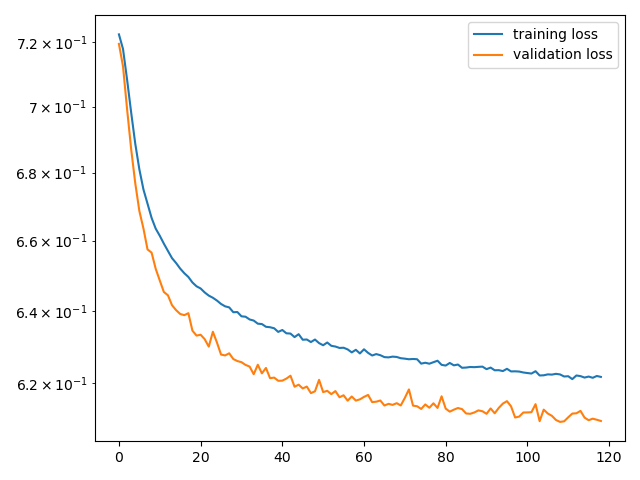 training loss
validation loss
7.2 × 10⁻¹
7 × 10⁻¹
6.8 × 10⁻¹
6.6 × 10⁻¹
6.4 × 10⁻¹
6.2 × 10⁻¹
0 20 40 60 80 100 120